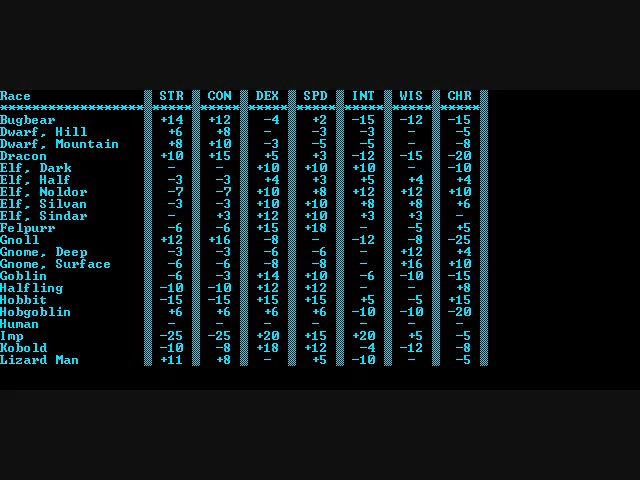 Race STR CON DEX SPD INT WIS CHR
****************** ***** ***** ***** ***** ***** ***** *****
Bugbear +14 +12 -4 +2 -15 -12 -15
Dwarf, Hill +6 +8 - -3 -3 - -5
Dwarf, Mountain +8 +10 -3 -5 -5 - -8
Dracon +10 +15 +5 +3 -12 -15 -20
Elf, Dark - - +10 +10 +10 - -10
Elf, Half -3 -3 +4 +3 +5 +4 +4
Elf, Noldor -7 -7 +10 +8 +12 +12 +10
Elf, Silvan -3 -3 +10 +10 +8 +8 +6
Elf, Sindar - +3 +12 +10 +3 +3 -
Felpurr -6 -6 +15 +18 - -5 +5
Gnoll +12 +16 -8 - -12 -8 -25
Gnome, Deep -3 -3 -6 -6 - +12 +4
Gnome, Surface -6 -6 -8 -8 - +16 +10
Goblin -6 -3 +14 +10 -6 -10 -15
Halfling -10 -10 +12 +12 - - +8
Hobbit -15 -15 +15 +15 +5 -5 +15
Hobgoblin +6 +6 +6 +6 -10 -10 -20
Human - - - - - - -
Imp -25 -25 +20 +15 +20 +5 -5
Kobold -10 -8 +18 +12 -4 -12 -8
Lizard Man +11 +8 - +5 -10 - -5